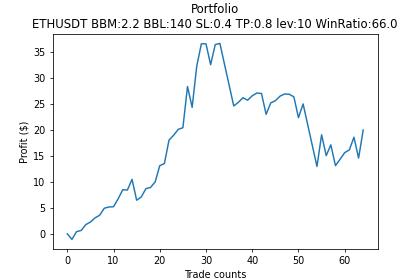 Portfolio
ETHUSDT BBM:2.2 BBL:140 SL:0.4 TP:0.8 lev:10 WinRatio:66.0
35
30
25
20
15
10
5
0
Profit ($)
0 10 20 30 40 50 60
Trade counts